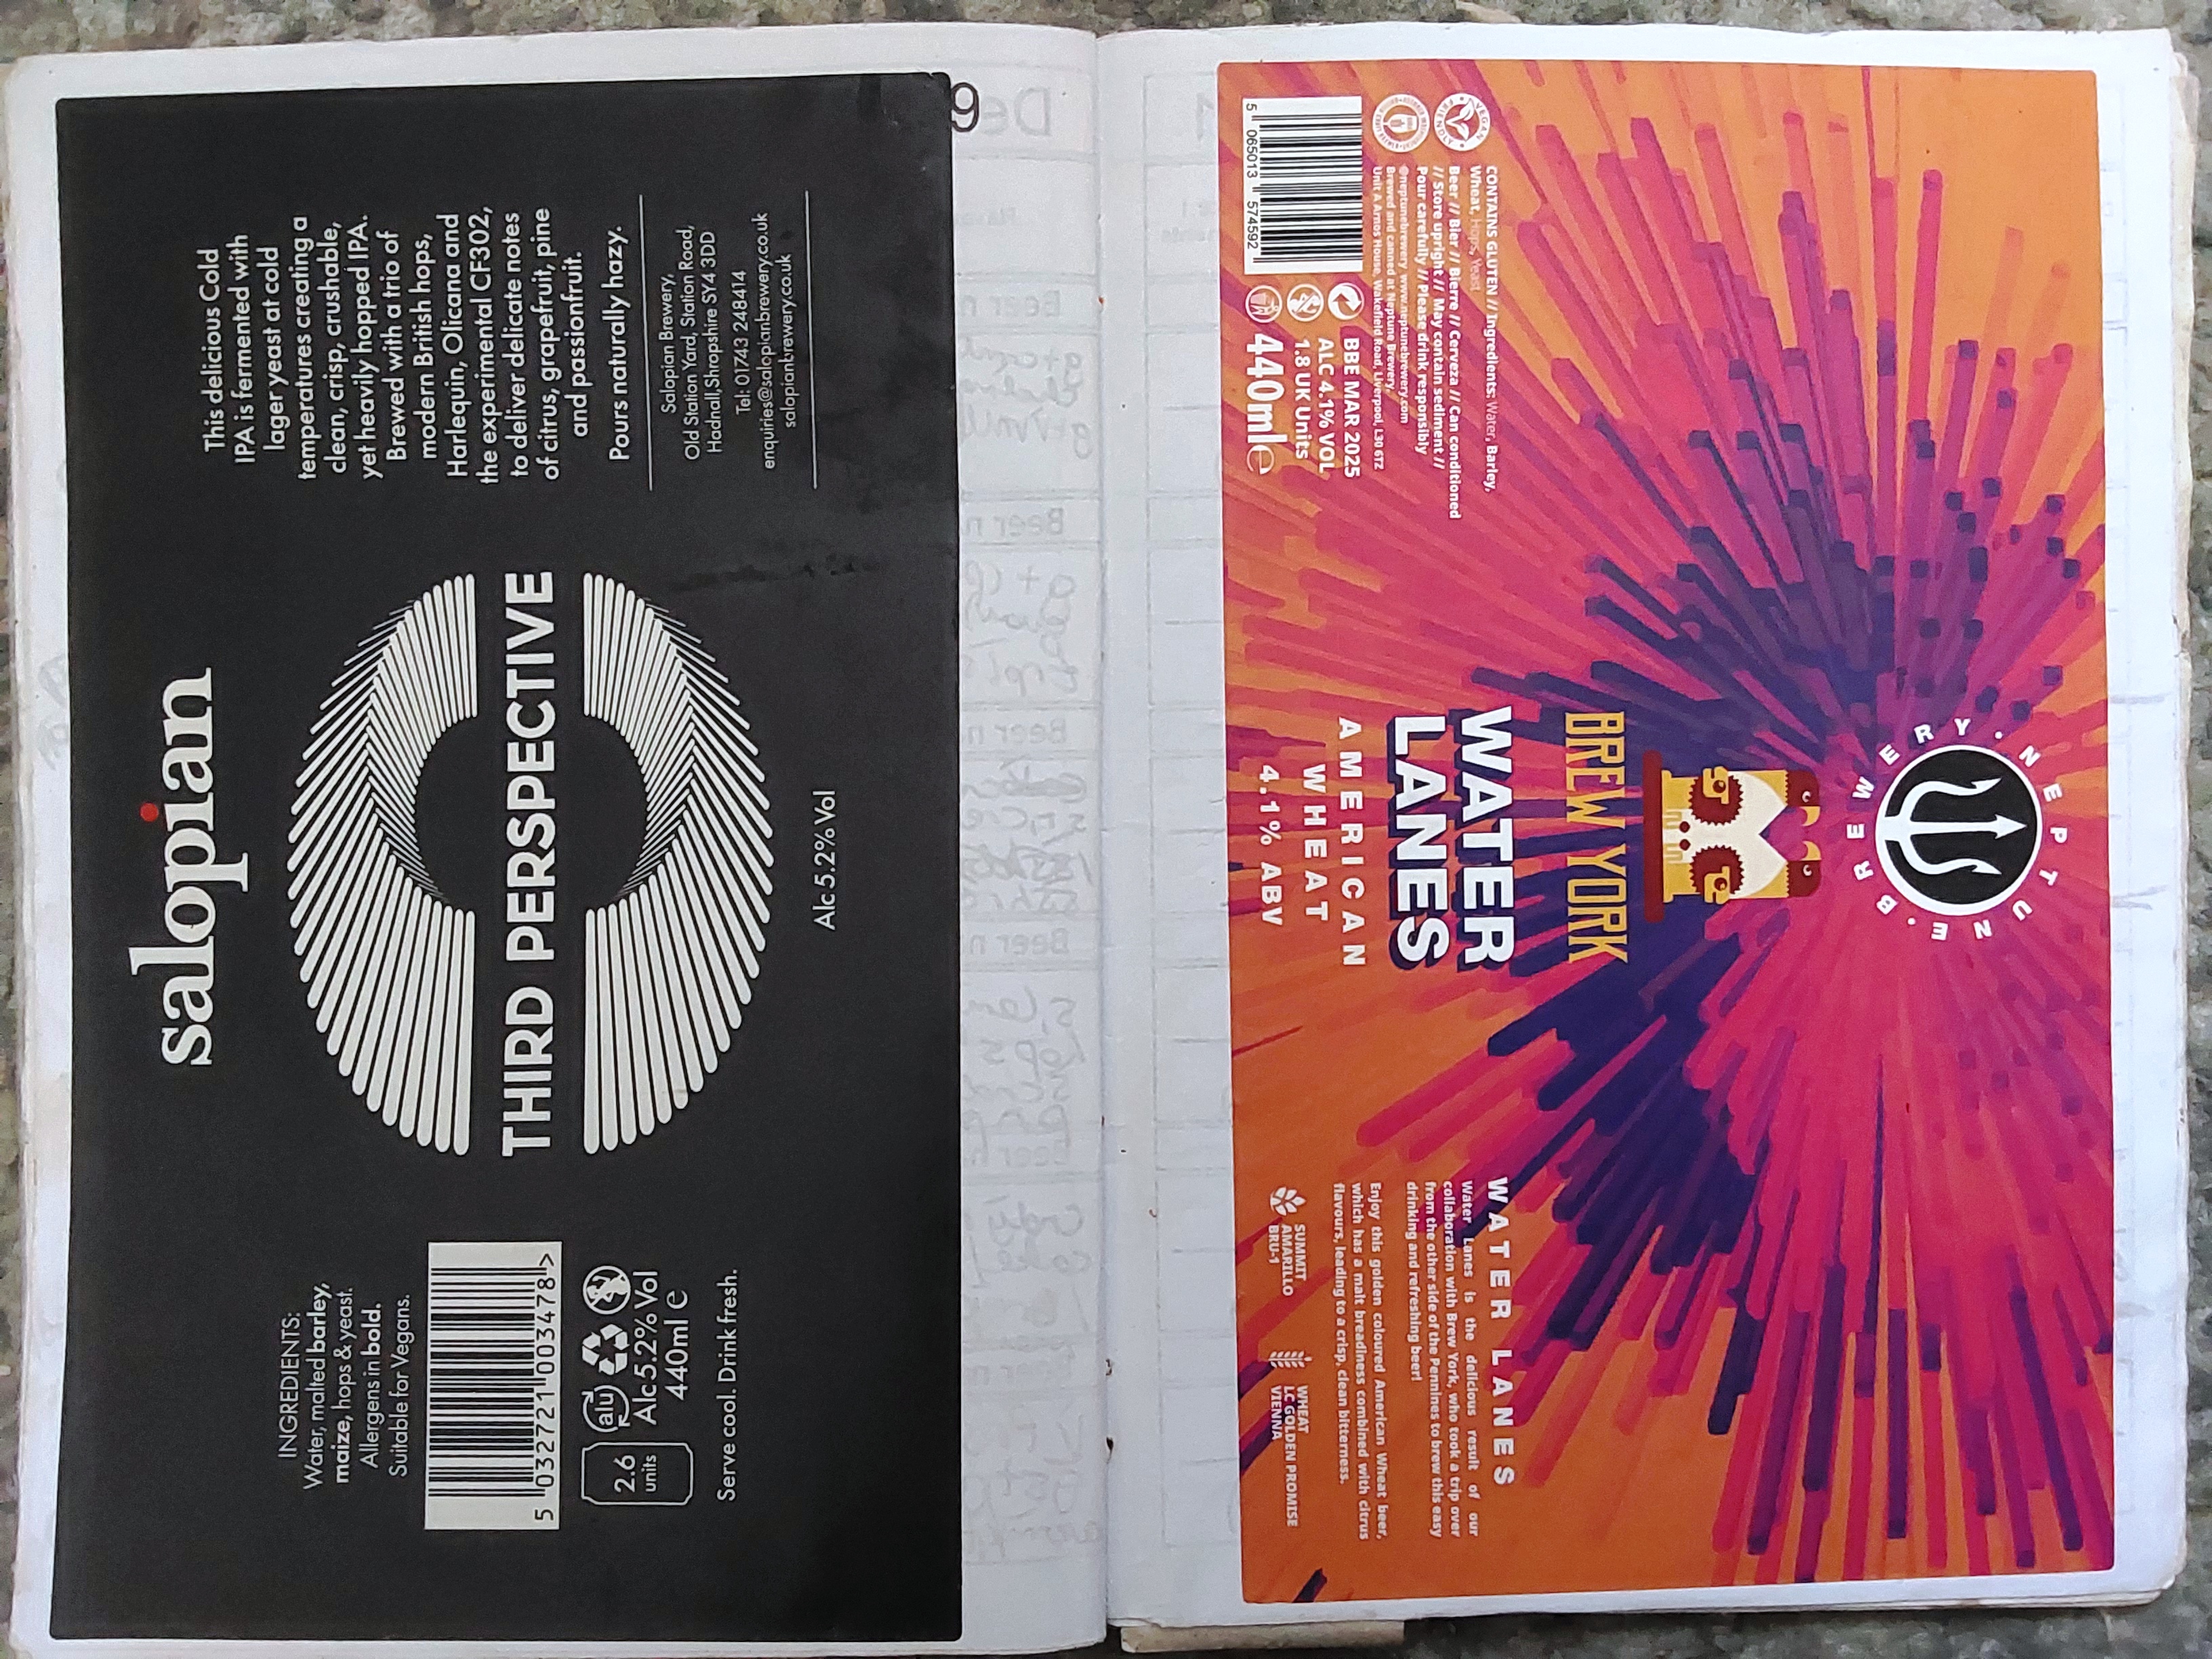 salopian
THIRD PERSPECTIVE
Alc 5.2% Vol
This delicious Cold
IPA is fermented with
lager yeast at cold
temperatures creating a
clean, crisp, crushable,
yet heavily hopped IPA.
Brewed with a trio of
modern British hops,
Harlequin, Olicana and
the experimental CF302,
to deliver delicate notes
of citrus, grapefruit, pine
and passionfruit.
Pours naturally hazy.
Salopian Brewery,
Old Station Yard, Station Road,
Hadnall, Shropshire SY4 3DD
Tel: 01743 248414
enquiries@salopianbrewery.co.uk
salopianbrewery.co.uk
INGREDIENTS:
Water, malted barley,
maize, hops & yeast.
Allergens in bold.
Suitable for Vegans.
5 032721 003478 >
alu
2.6
units
Alc 5.2% Vol
440ml e
Serve cool. Drink fresh.
9
De
Beer n
Beer n
Beer n
Beer n
BREWERY · NEPTUNE ·
BREW YORK
WATER
LANES
AMERICAN
WHEAT
4.1% ABV
VEGAN
FRIENDLY
CONTAINS GLUTEN // Ingredients: Water, Barley,
Wheat, Hops, Yeast
Beer // Bier // Bierre // Cerveza // Can conditioned
// Store upright // May contain sediment //
Pour carefully // Please drink responsibly
@neptunebrewery www.neptunebrewery.com
Brewed and canned at Neptune Brewery,
Unit A Arnos House, Wakefield Road, Liverpool, L30 6TZ
5 065013 574592
BBE MAR 2025
ALC 4.1% VOL
1.8 UK Units
440ml e
WATER LANES
Water Lanes is the delicious result of our
collaboration with Brew York, who took a trip over
from the other side of the Pennines to brew this easy
drinking and refreshing beer!
Enjoy this golden coloured American Wheat beer,
which has a malt breadiness combined with citrus
flavours, leading to a crisp, clean bitterness.
SUMMIT
AMARILLO
BRU-1
WHEAT
LC GOLDEN PROMISE
VIENNA